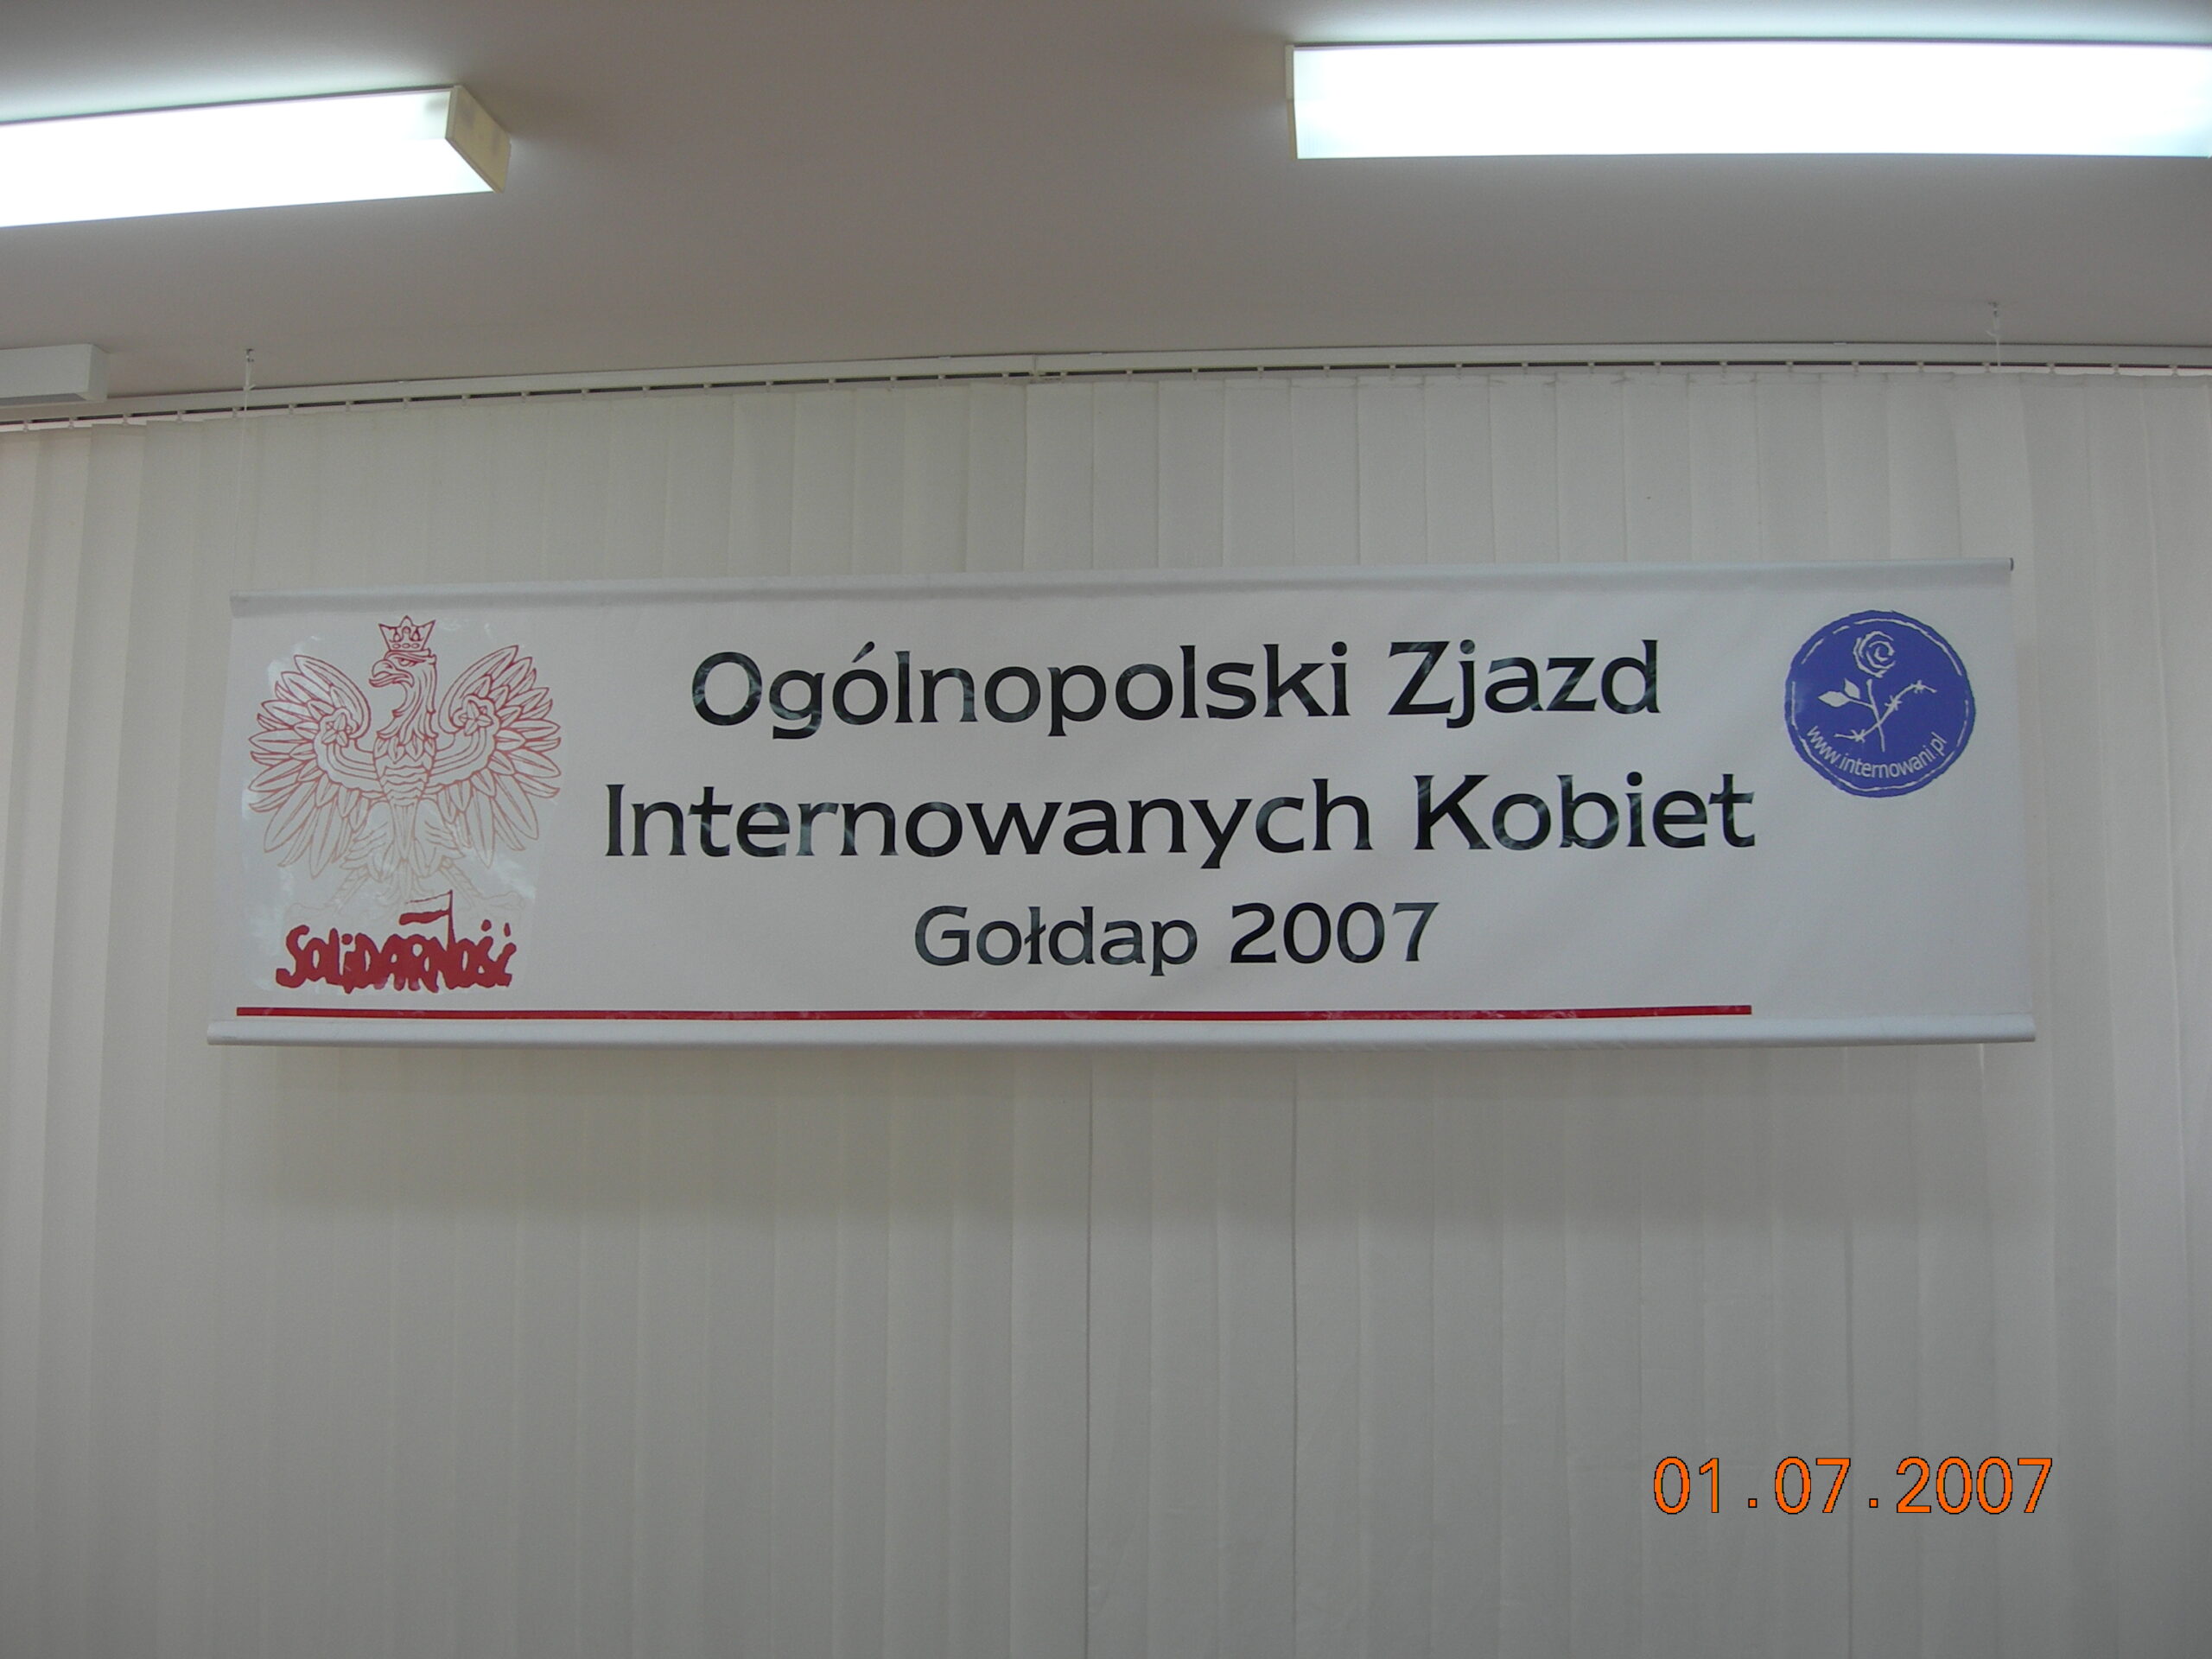 Ogólnopolski Zjazd
Internowanych Kobiet
Gołdap 2007
SOLiDARNOŚĆ
www.internowani.pl
01.07.2007